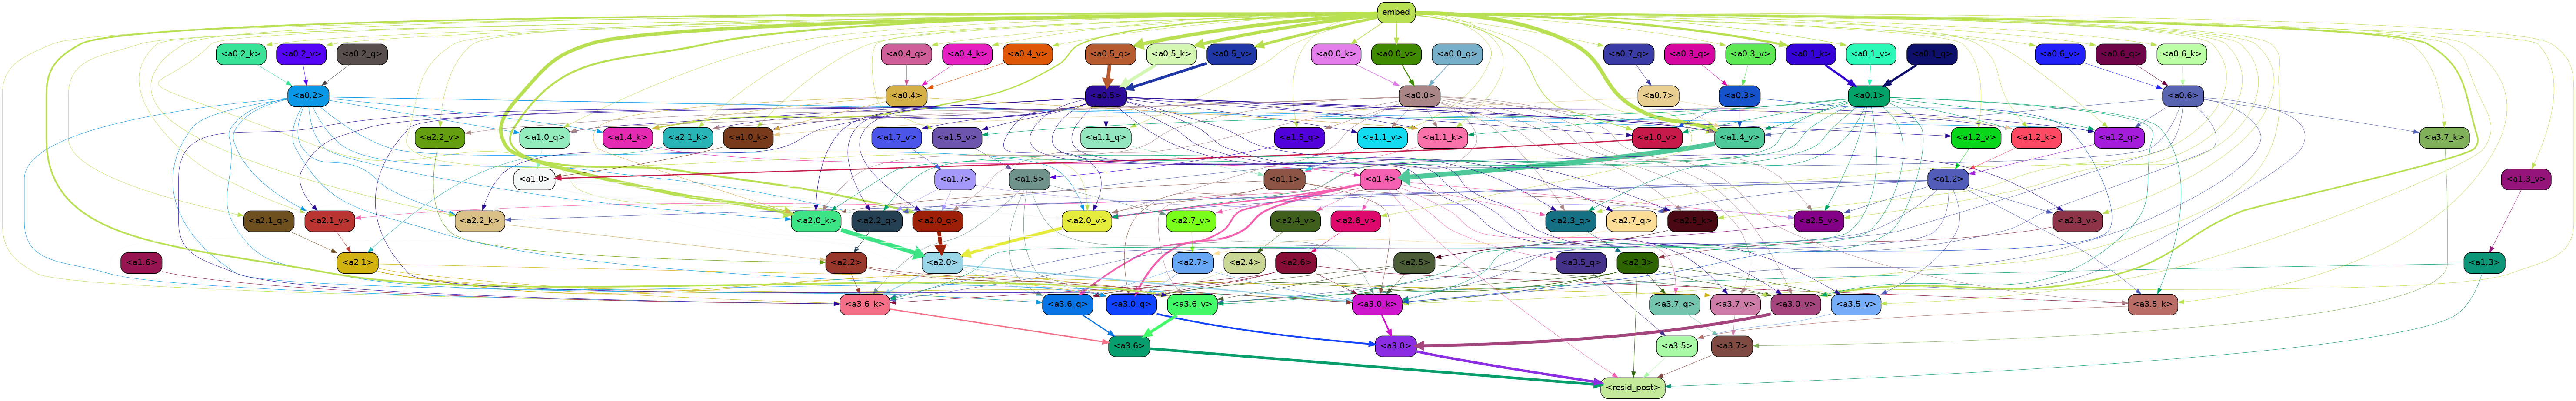 embed
<a0.2_k> <a0.2_v> <a0.2_q> <a0.4_q> <a0.4_k> <a0.4_v> <a0.5_q> <a0.5_k> <a0.5_v> <a0.0_k> <a0.0_v> <a0.0_q> <a0.7_q> <a0.3_q> <a0.3_v> <a0.1_k> <a0.1_v> <a0.1_q> <a0.6_v> <a0.6_q> <a0.6_k>
<a0.2> <a0.4> <a0.5> <a0.0> <a0.7> <a0.3> <a0.1> <a0.6>
<a2.2_v> <a1.0_q> <a1.4_k> <a2.1_k> <a1.0_k> <a1.7_v> <a1.5_v> <a1.1_q> <a1.5_q> <a1.1_v> <a1.1_k> <a1.0_v> <a1.4_v> <a1.2_v> <a1.2_k> <a1.2_q> <a3.7_k>
<a1.0> <a1.7> <a1.5> <a1.1> <a1.4> <a1.2> <a1.3_v>
<a2.1_q> <a2.1_v> <a2.2_k> <a2.0_k> <a2.2_q> <a2.0_q> <a2.0_v> <a2.7_v> <a2.4_v> <a2.6_v> <a2.3_q> <a2.7_q> <a2.5_k> <a2.5_v> <a2.3_v>
<a1.6> <a2.1> <a2.2> <a2.0> <a2.7> <a2.4> <a2.6> <a2.5> <a3.5_q> <a2.3> <a1.3>
<a3.6_k> <a3.6_q> <a3.0_q> <a3.6_v> <a3.0_k> <a3.7_q> <a3.7_v> <a3.0_v> <a3.5_v> <a3.5_k>
<a3.6> <a3.0> <a3.5> <a3.7>
<resid_post>